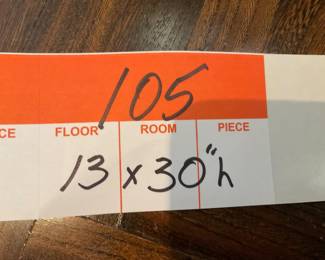 105
CE FLOOR ROOM PIECE
13 x 30"h